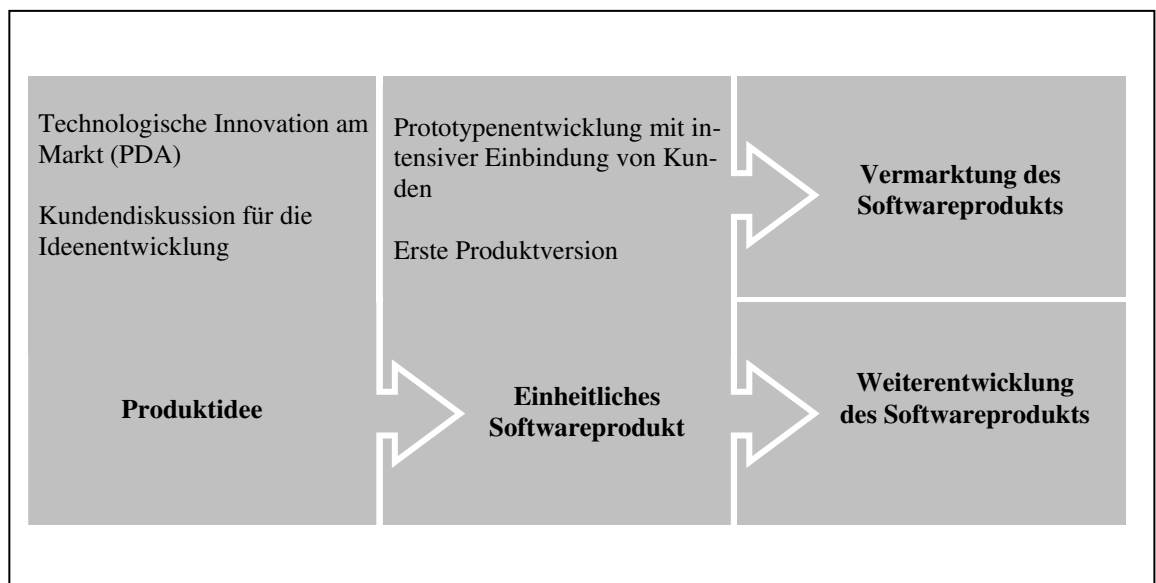 Technologische Innovation am
Markt (PDA)
Kundendiskussion für die
Ideenentwicklung
Produktidee
Prototypenentwicklung mit in-
tensiver Einbindung von Kun-
den
Erste Produktversion
Einheitliches
Softwareprodukt
Vermarktung des
Softwareprodukts
Weiterentwicklung
des Softwareprodukts